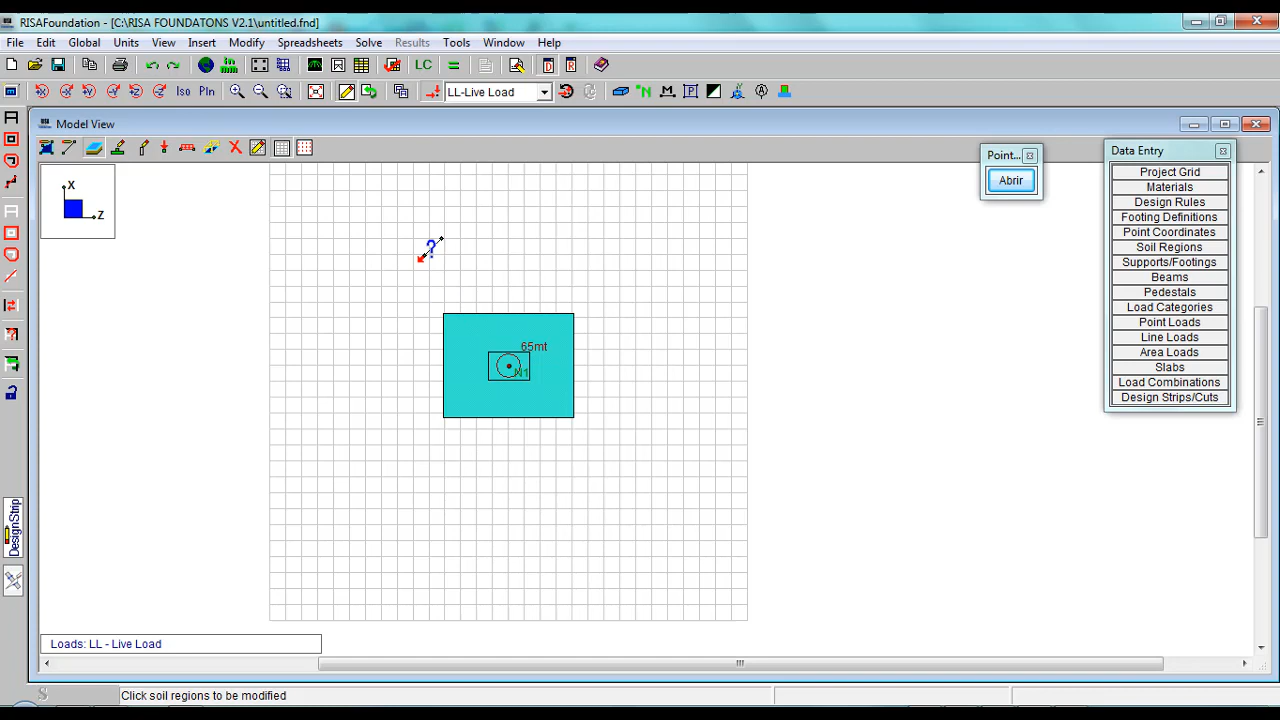 RISAFoundation - [C:\RISA FOUNDATONS V2.1\untitled.fnd]
File Edit Global Units View Insert Modify Spreadsheets Solve Results Tools Window Help
in mm LC D R
Iso Pln LL-Live Load N M P A
Model View
X
Z
?
65mt
N1
Point...
Abrir
Data Entry
Project Grid
Materials
Design Rules
Footing Definitions
Point Coordinates
Soil Regions
Supports/Footings
Beams
Pedestals
Load Categories
Point Loads
Line Loads
Area Loads
Slabs
Load Combinations
Design Strips/Cuts
DesignStrip
Loads: LL - Live Load
S Click soil regions to be modified